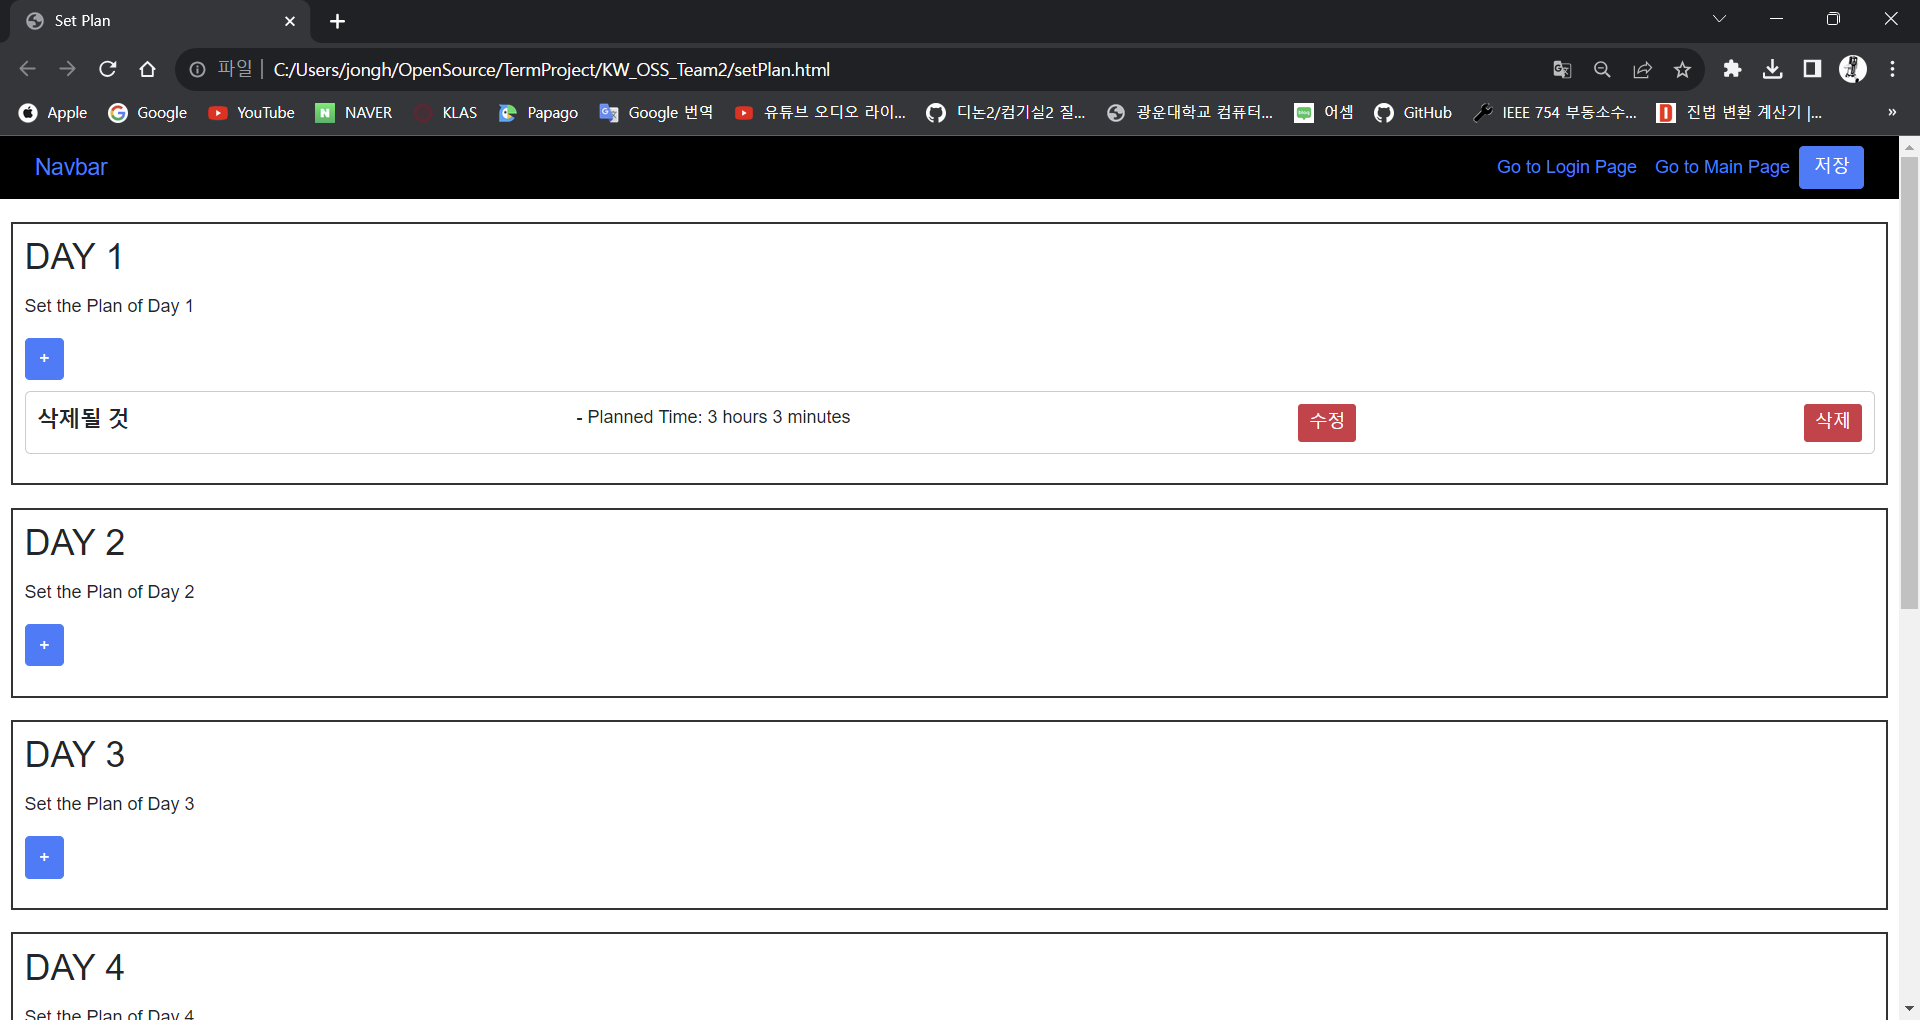 Set Plan
파일 | C:/Users/jongh/OpenSource/TermProject/KW_OSS_Team2/setPlan.html
Apple Google YouTube NAVER KLAS Papago Google 번역 유튜브 오디오 라이... 디논2/컴기실2 질... 광운대학교 컴퓨터... 어셈 GitHub IEEE 754 부동소수... 진법 변환 계산기 |... »
Navbar Go to Login Page Go to Main Page 저장
DAY 1
Set the Plan of Day 1
+
삭제될 것 - Planned Time: 3 hours 3 minutes 수정 삭제
DAY 2
Set the Plan of Day 2
+
DAY 3
Set the Plan of Day 3
+
DAY 4
Set the Plan of Day 4